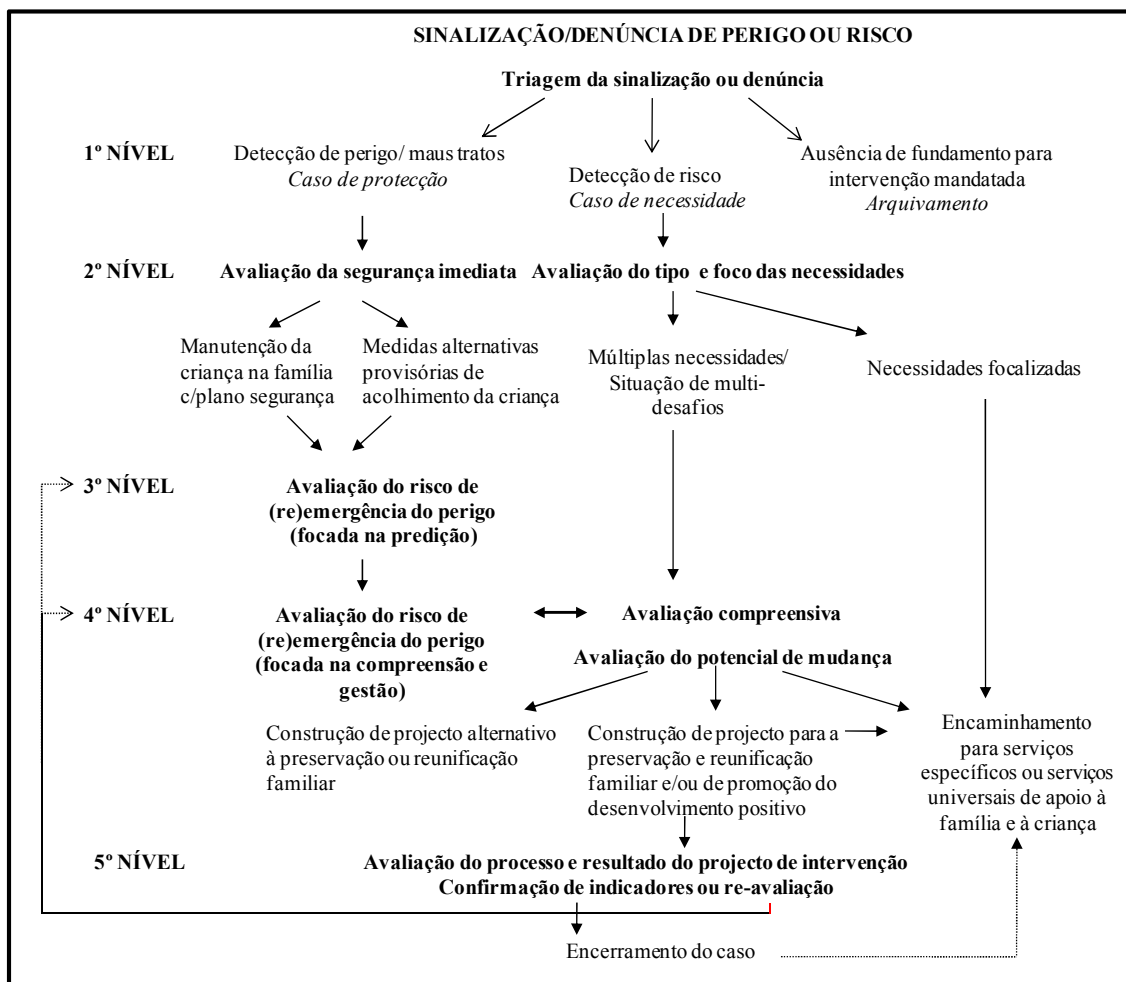 SINALIZAÇÃO/DENÚNCIA DE PERIGO OU RISCO
Triagem da sinalização ou denúncia
1º NÍVEL
Detecção de perigo/ maus tratos
Caso de protecção
Detecção de risco
Caso de necessidade
Ausência de fundamento para
intervenção mandatada
Arquivamento
2º NÍVEL
Avaliação da segurança imediata
Avaliação do tipo e foco das necessidades
Manutenção da
criança na família
c/plano segurança
Medidas alternativas
provisórias de
acolhimento da criança
Múltiplas necessidades/
Situação de multi-
desafios
Necessidades focalizadas
3º NÍVEL
Avaliação do risco de
(re)emergência do perigo
(focada na predição)
4º NÍVEL
Avaliação do risco de
(re)emergência do perigo
(focada na compreensão e
gestão)
Avaliação compreensiva
Avaliação do potencial de mudança
Construção de projecto alternativo
à preservação ou reunificação
familiar
Construção de projecto para a
preservação e reunificação
familiar e/ou de promoção do
desenvolvimento positivo
Encaminhamento
para serviços
específicos ou serviços
universais de apoio à
família e à criança
5º NÍVEL
Avaliação do processo e resultado do projecto de intervenção
Confirmação de indicadores ou re-avaliação
Encerramento do caso